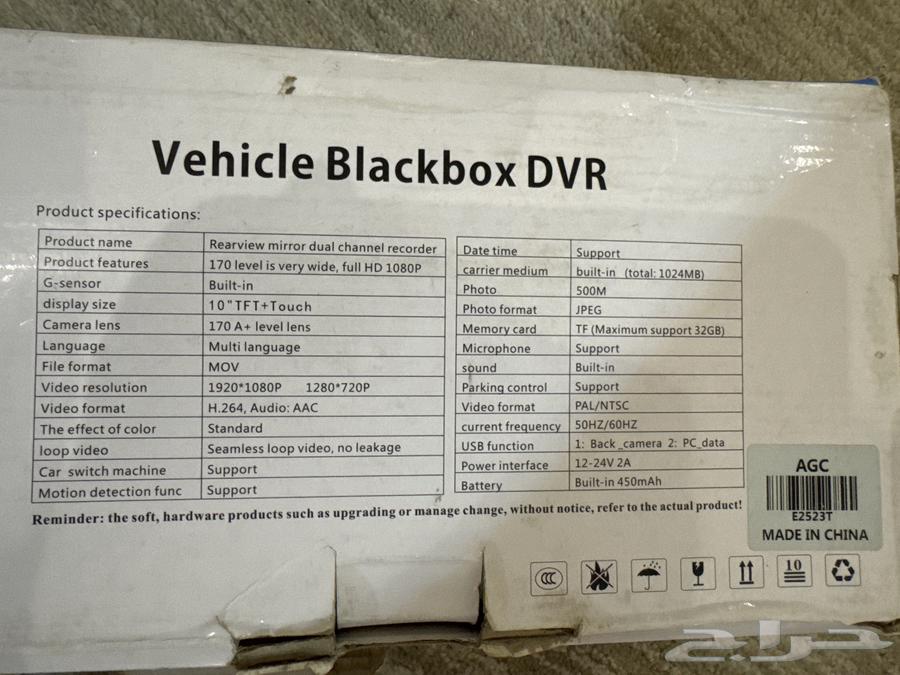 Vehicle Blackbox DVR
Product specifications:
Product name Rearview mirror dual channel recorder
Product features 170 level is very wide, full HD 1080P
G-sensor Built-in
display size 10"TFT+Touch
Camera lens 170 A+ level lens
Language Multi language
File format MOV
Video resolution 1920*1080P 1280*720P
Video format H.264, Audio: AAC
The effect of color Standard
loop video Seamless loop video, no leakage
Car switch machine Support
Motion detection func Support
Date time Support
carrier medium built-in (total: 1024MB)
Photo 500M
Photo format JPEG
Memory card TF (Maximum support 32GB)
Microphone Support
sound Built-in
Parking control Support
Video format PAL/NTSC
current frequency 50HZ/60HZ
USB function 1: Back_camera 2: PC_data
Power interface 12-24V 2A
Battery Built-in 450mAh
Reminder: the soft, hardware products such as upgrading or manage change, without notice, refer to the actual product!
AGC
E2523T
MADE IN CHINA
CCC
10
حراج